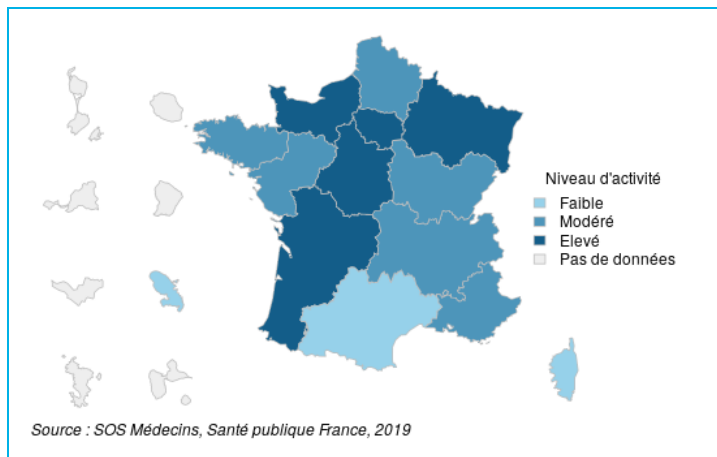 Niveau d'activité
Faible
Modéré
Elevé
Pas de données
Source : SOS Médecins, Santé publique France, 2019